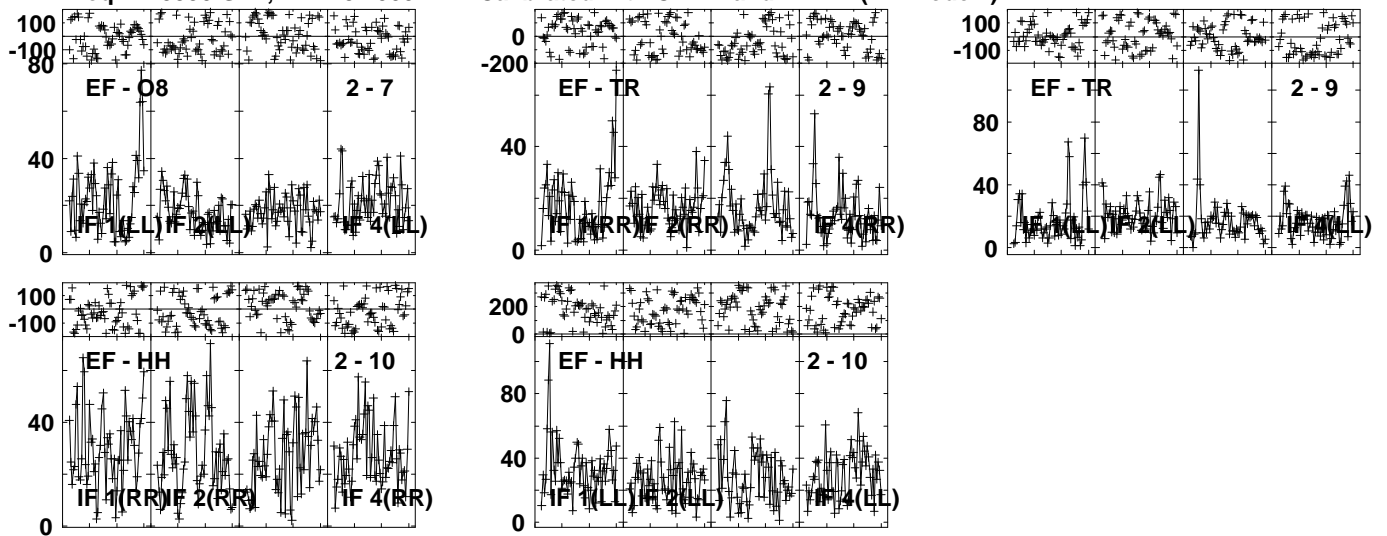 100 0 100
-100 -100
80 -200
EF - O8 2 - 7 EF - TR 2 - 9 EF - TR 2 - 9
80
40 40 40
IF 1(LL) IF 2(LL) IF 4(LL) IF 1(RR) IF 2(RR) IF 4(RR) IF 1(LL) IF 2(LL) IF 4(LL)
0 0 0
100 200
-100 0
EF - HH 2 - 10 EF - HH 2 - 10
80
40 40
IF 1(RR) IF 2(RR) IF 4(RR) IF 1(LL) IF 2(LL) IF 4(LL)
0 0